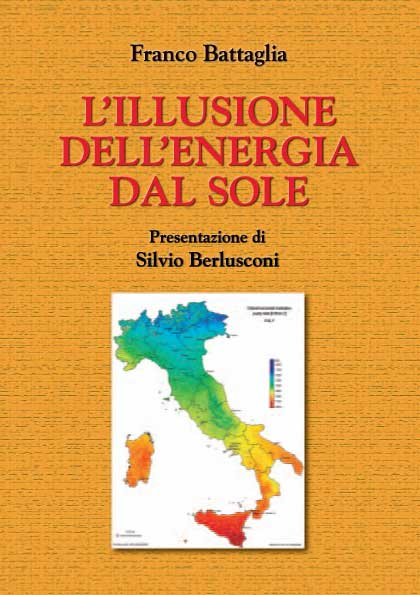 Franco Battaglia
L'ILLUSIONE
DELL'ENERGIA
DAL SOLE
Presentazione di
Silvio Berlusconi